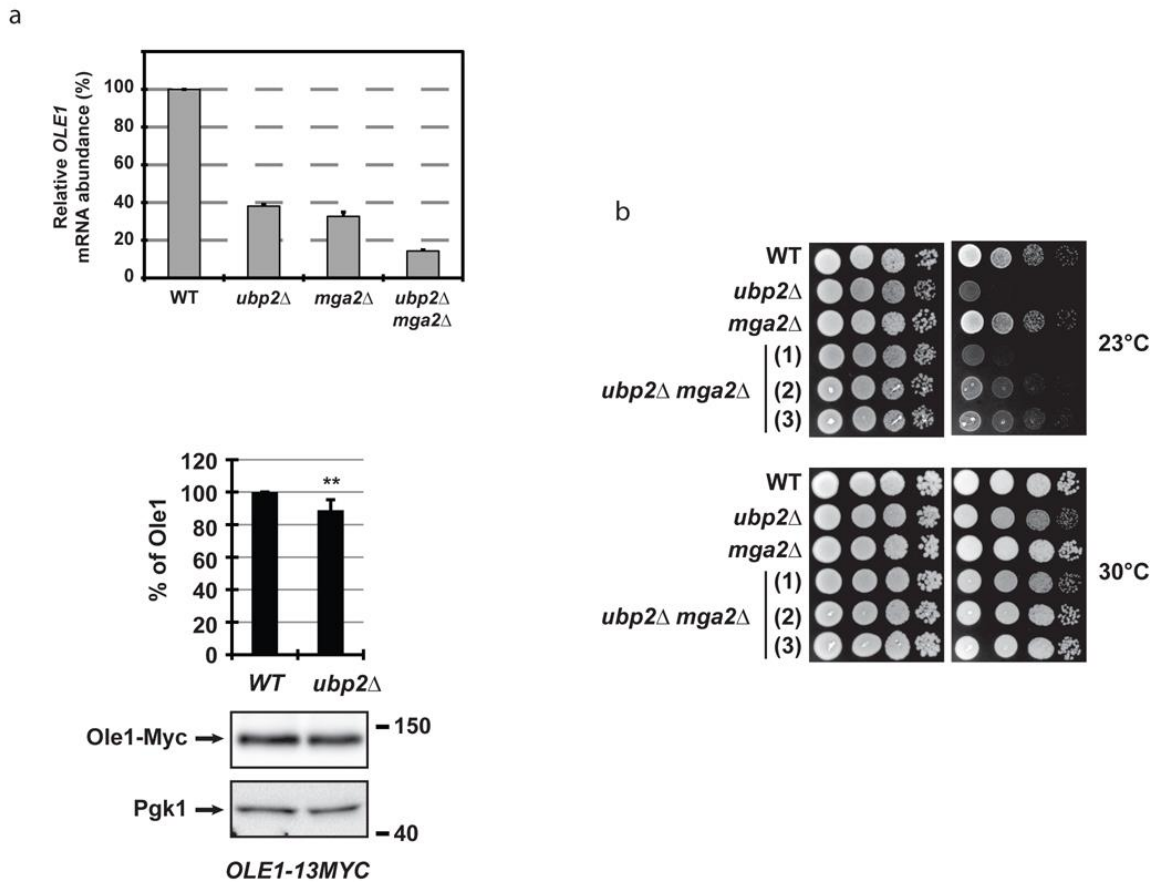 a
Relative OLE1
mRNA abundance (%)
100
80
60
40
20
0
WT
ubp2Δ
mga2Δ
ubp2Δ
mga2Δ
% of Ole1
120
100
80
60
40
20
0
**
WT
ubp2Δ
Ole1-Myc
150
Pgk1
40
OLE1-13MYC
b
WT
ubp2Δ
mga2Δ
(1)
ubp2Δ mga2Δ
(2)
(3)
23°C
WT
ubp2Δ
mga2Δ
(1)
ubp2Δ mga2Δ
(2)
(3)
30°C